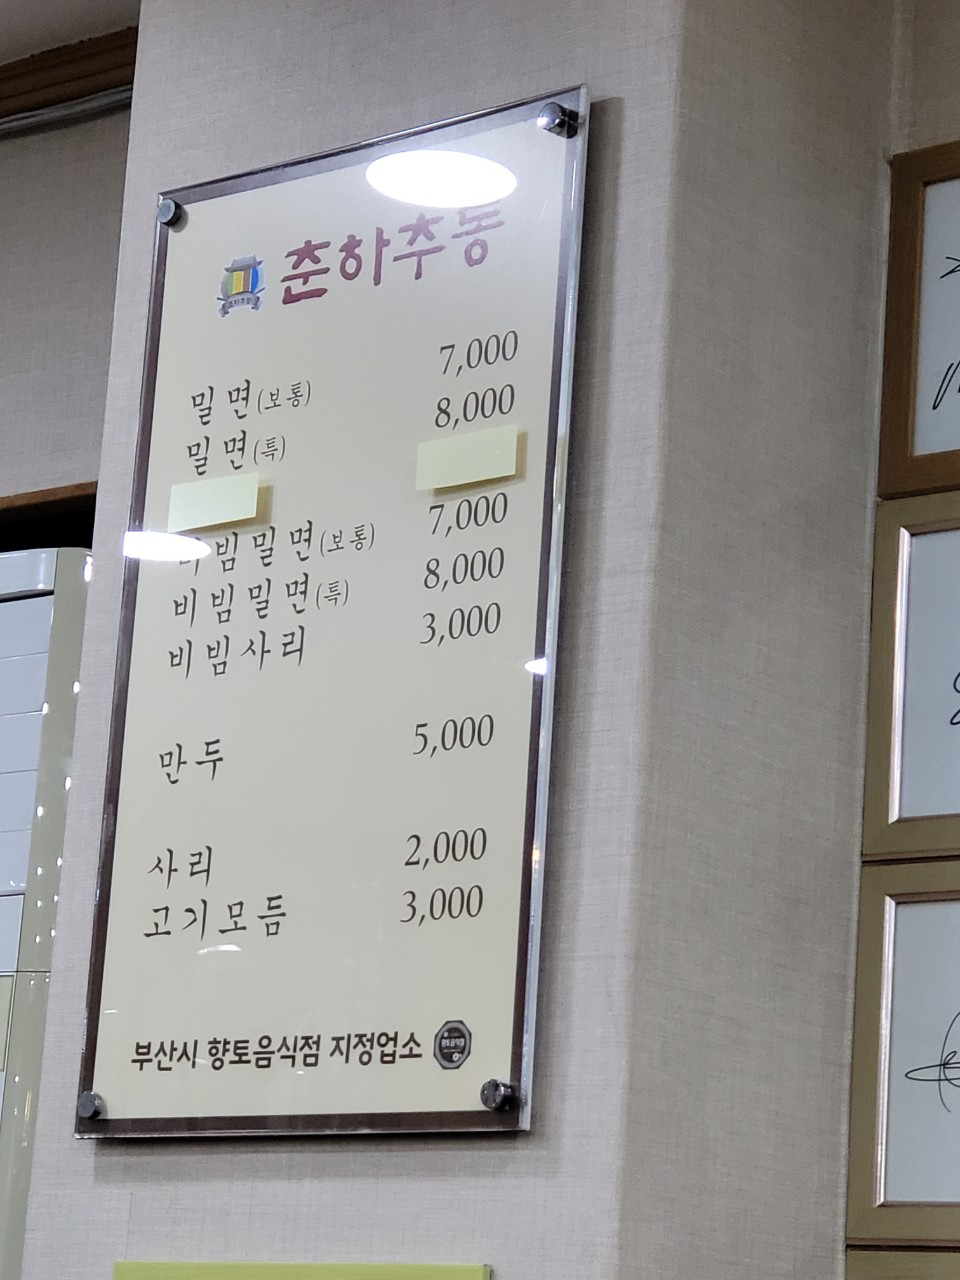 춘하추동
밀면(보통) 7,000
밀면(특) 8,000
비빔밀면(보통) 7,000
비빔밀면(특) 8,000
비빔사리 3,000
만두 5,000
사리 2,000
고기모듬 3,000
부산시 향토음식점 지정업소